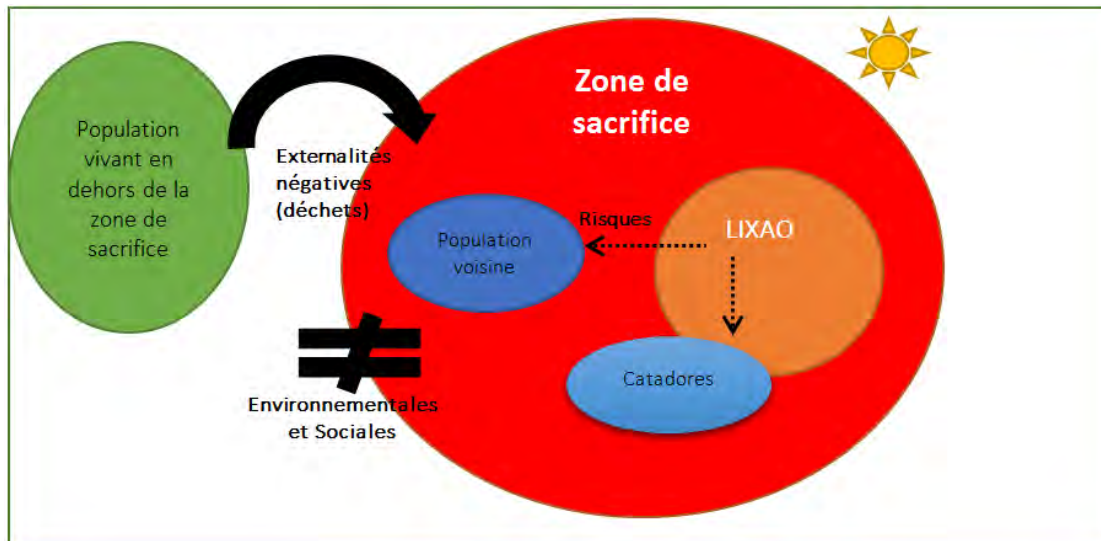 Zone de
sacrifice
Population
vivant en
dehors de la
zone de
sacrifice
Externalités
négatives
(déchets)
Risques
LIXAO
Population
voisine
Catadores
Environnementales
et Sociales